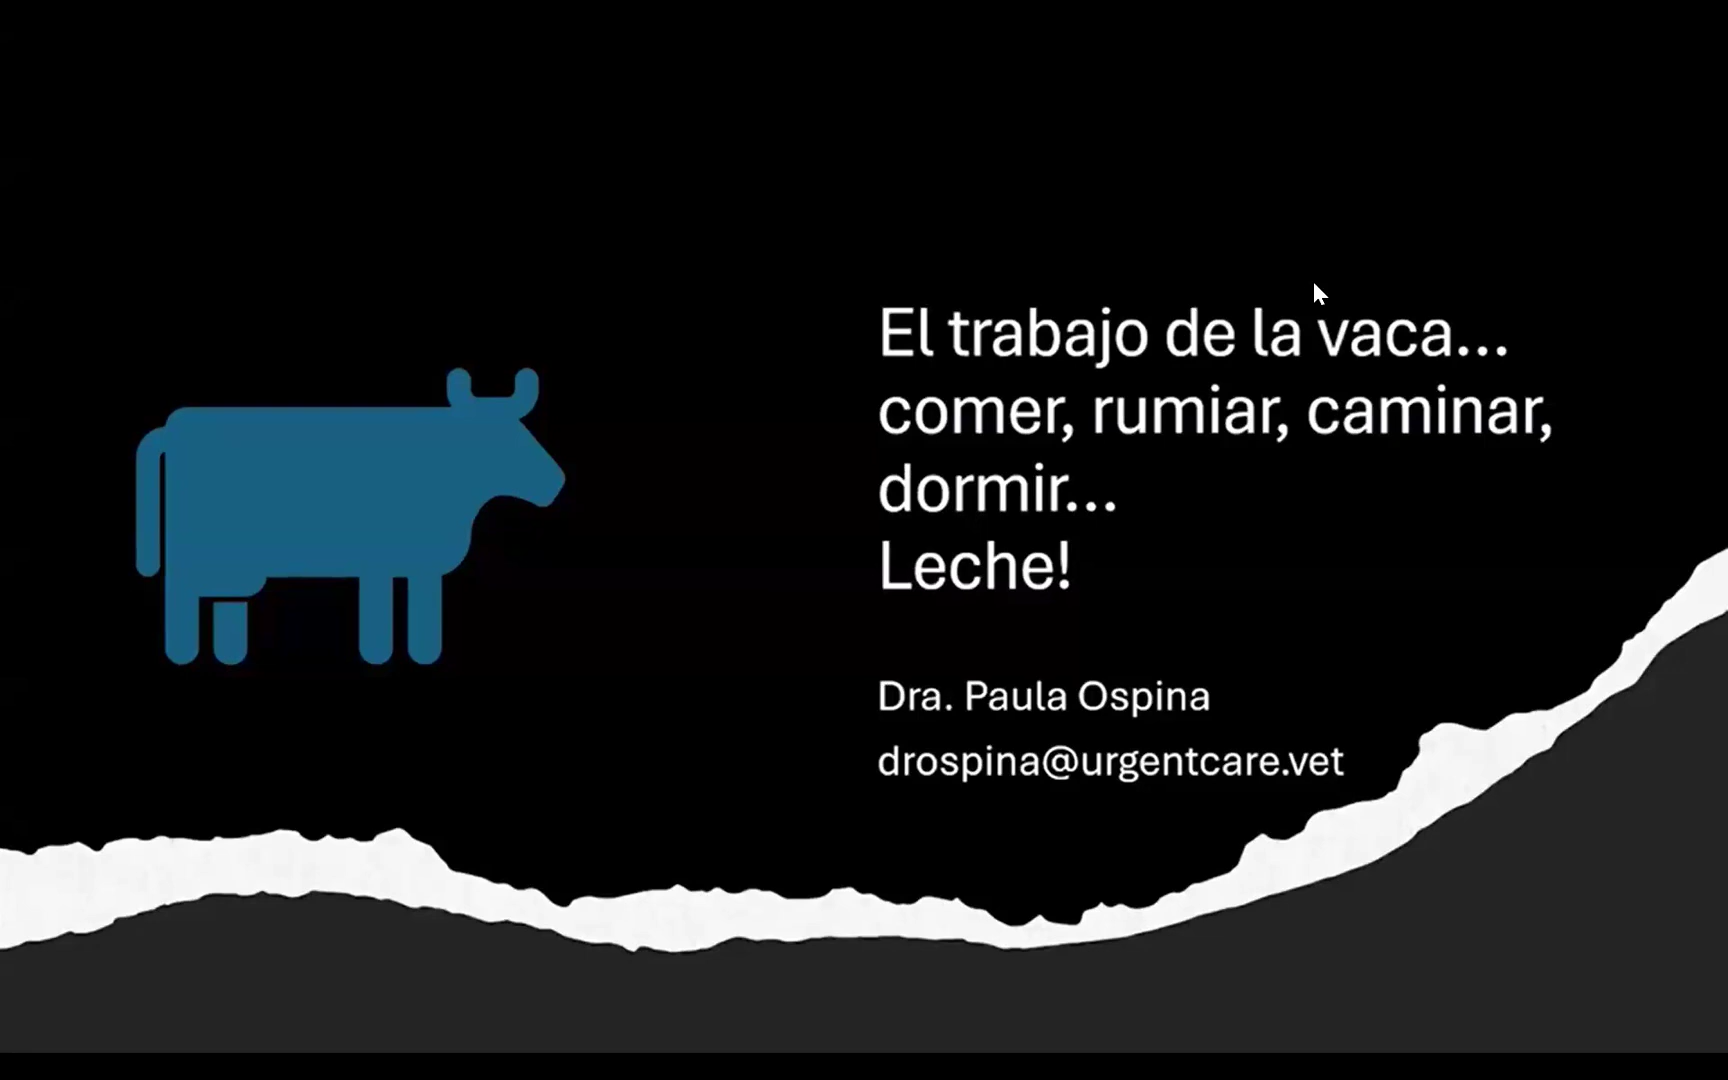 El trabajo de la vaca...
comer, rumiar, caminar,
dormir...
Leche!
Dra. Paula Ospina
drospina@urgentcare.vet